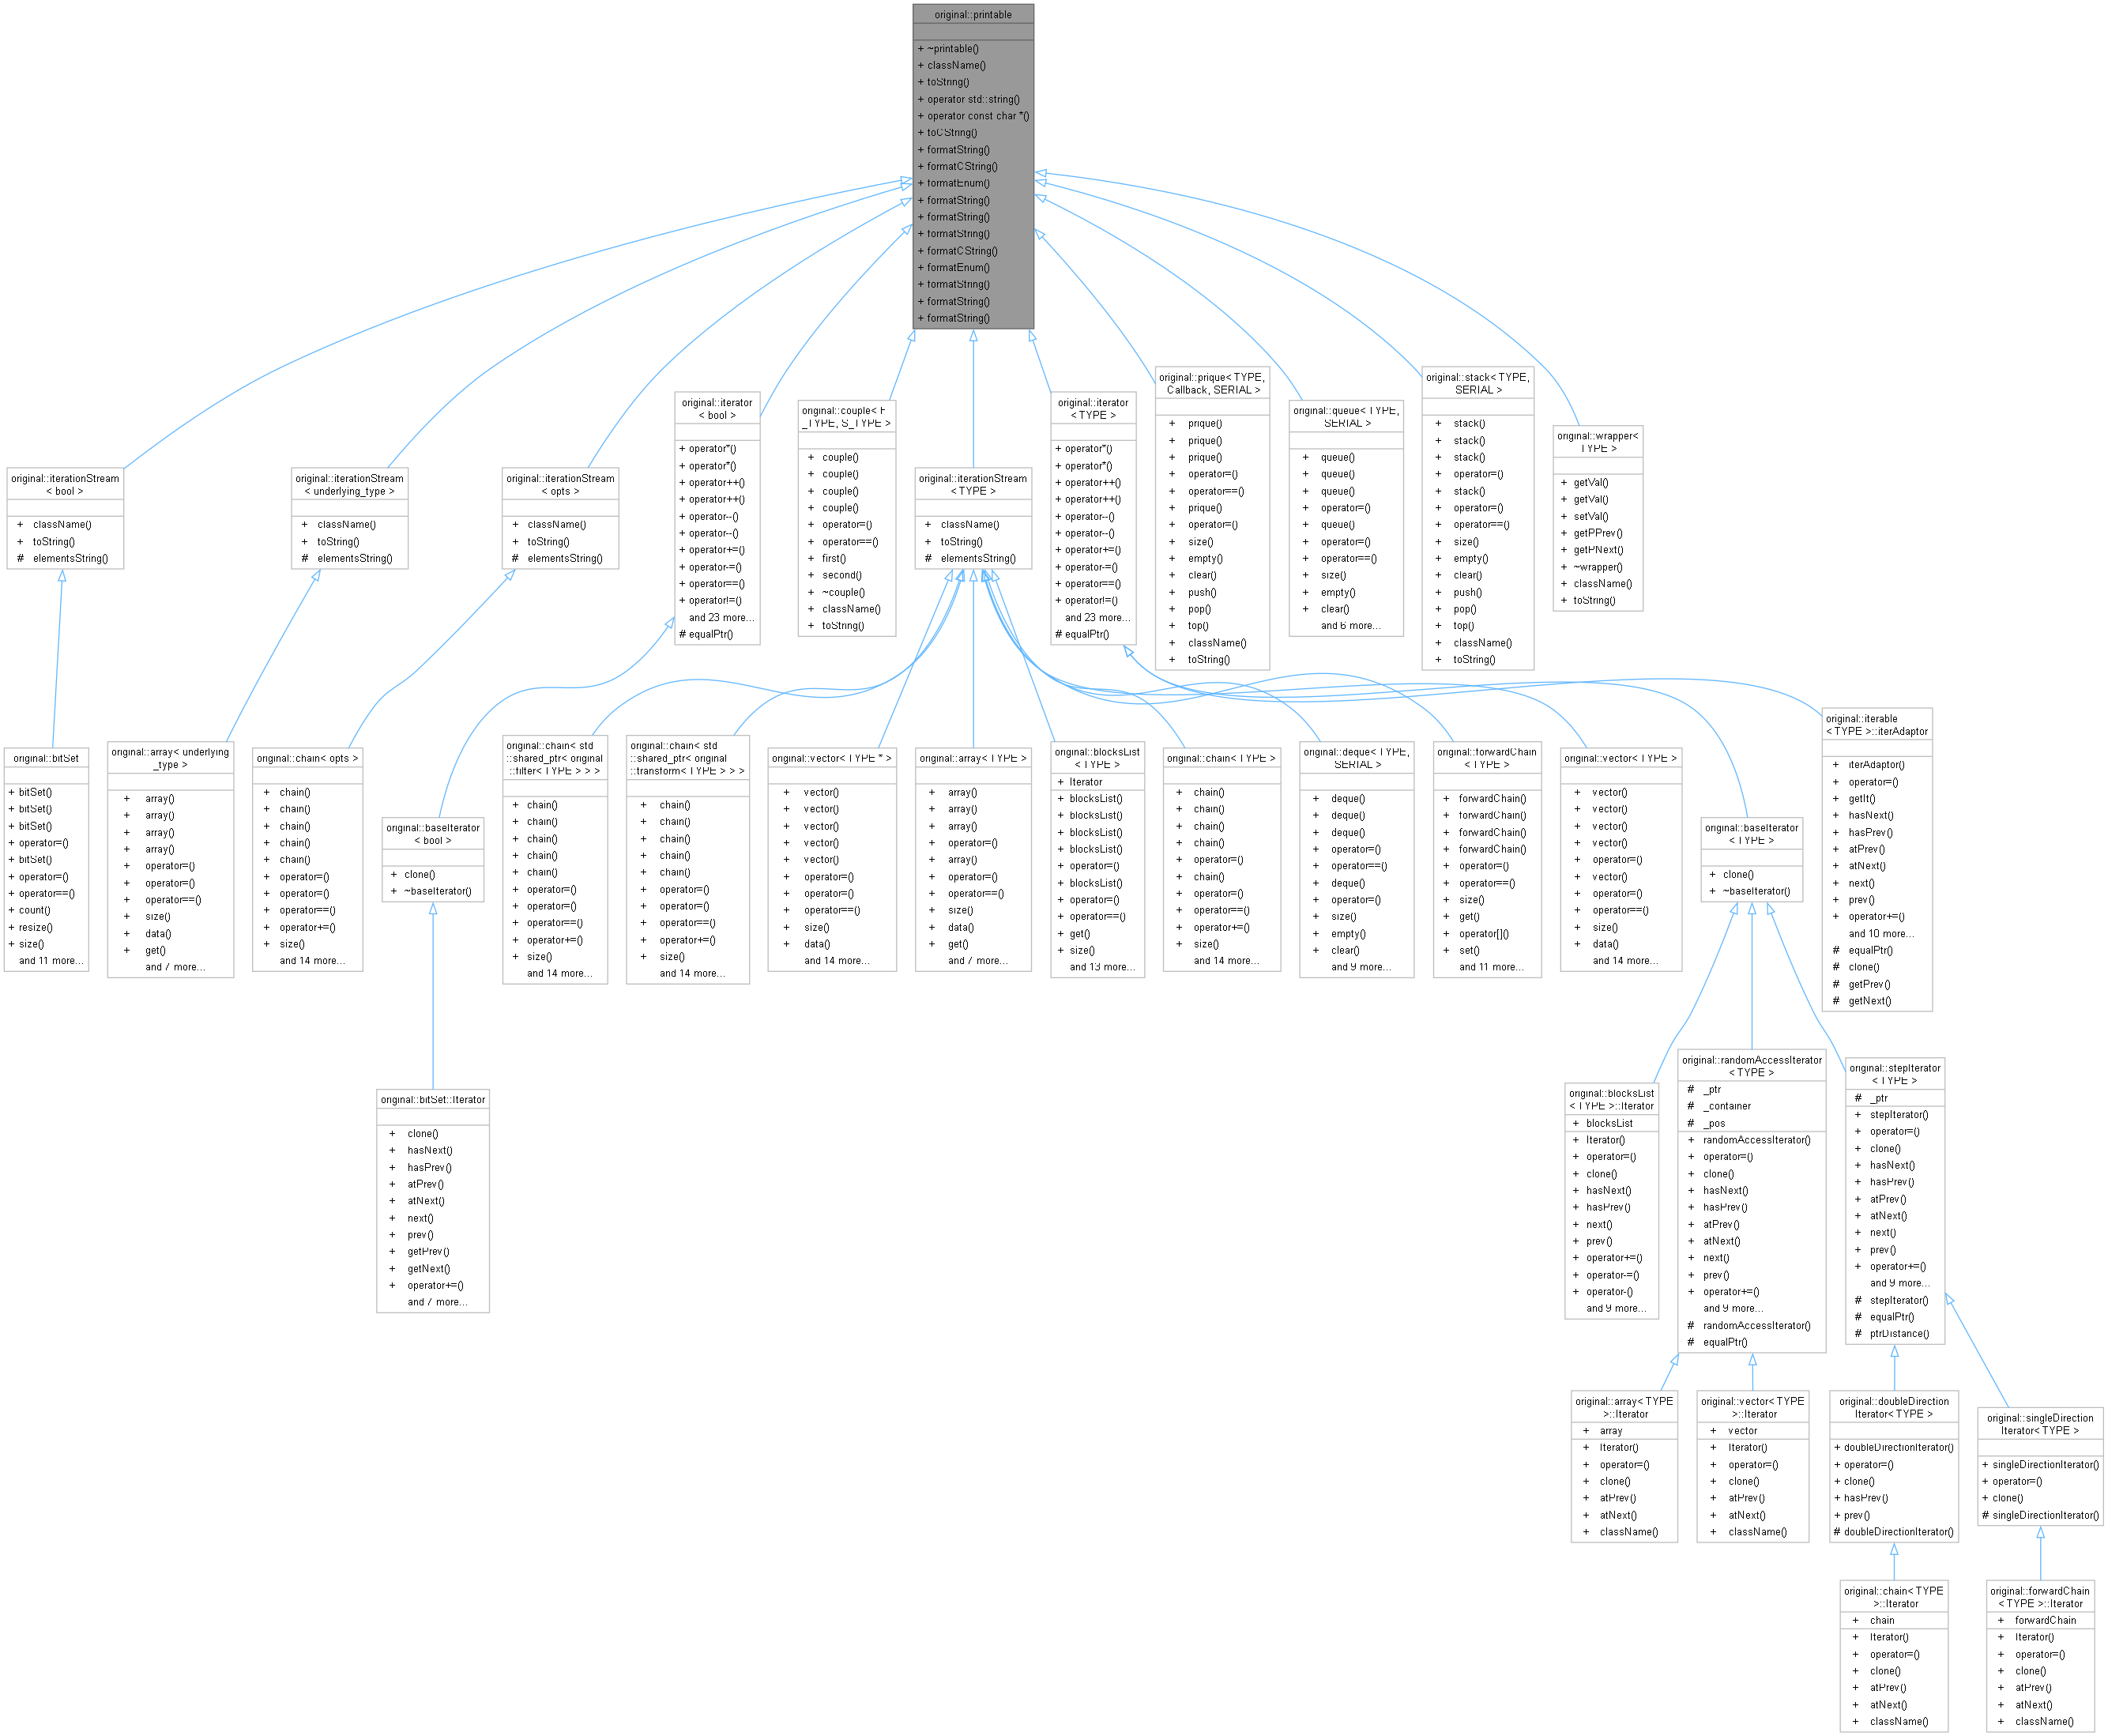 original::printable
+ ~printable()
+ className()
+ toString()
+ operator std::string()
+ operator const char *()
+ toCString()
+ formatString()
+ formatCString()
+ formatEnum()
+ formatString()
+ formatString()
+ formatString()
+ formatCString()
+ formatEnum()
+ formatString()
+ formatString()
+ formatString()
original::iterationStream
< bool >
+ className()
+ toString()
# elementsString()
original::iterationStream
< underlying_type >
+ className()
+ toString()
# elementsString()
original::iterationStream
< opts >
+ className()
+ toString()
# elementsString()
original::iterator
< bool >
+ operator*()
+ operator*()
+ operator++()
+ operator++()
+ operator--()
+ operator--()
+ operator+=()
+ operator-=()
+ operator==()
+ operator!=()
and 23 more...
# equalPtr()
original::couple< F
_TYPE, S_TYPE >
+ couple()
+ couple()
+ couple()
+ couple()
+ operator=()
+ operator==()
+ first()
+ second()
+ ~couple()
+ className()
+ toString()
original::iterationStream
< TYPE >
+ className()
+ toString()
# elementsString()
original::iterator
< TYPE >
+ operator*()
+ operator*()
+ operator++()
+ operator++()
+ operator--()
+ operator--()
+ operator+=()
+ operator-=()
+ operator==()
+ operator!=()
and 23 more...
# equalPtr()
original::prique< TYPE,
Callback, SERIAL >
+ prique()
+ prique()
+ prique()
+ operator=()
+ operator==()
+ prique()
+ operator=()
+ size()
+ empty()
+ clear()
+ push()
+ pop()
+ top()
+ className()
+ toString()
original::queue< TYPE,
SERIAL >
+ queue()
+ queue()
+ queue()
+ operator=()
+ queue()
+ operator=()
+ operator==()
+ size()
+ empty()
+ clear()
and 6 more...
original::stack< TYPE,
SERIAL >
+ stack()
+ stack()
+ stack()
+ operator=()
+ stack()
+ operator=()
+ operator==()
+ size()
+ empty()
+ clear()
+ push()
+ pop()
+ top()
+ className()
+ toString()
original::wrapper<
TYPE >
+ getVal()
+ getVal()
+ setVal()
+ getPPrev()
+ getPNext()
+ ~wrapper()
+ className()
+ toString()
original::bitSet
+ bitSet()
+ bitSet()
+ bitSet()
+ operator=()
+ bitSet()
+ operator=()
+ operator==()
+ count()
+ resize()
+ size()
and 11 more...
original::array< underlying
_type >
+ array()
+ array()
+ array()
+ array()
+ operator=()
+ operator=()
+ operator==()
+ size()
+ data()
+ get()
and 7 more...
original::chain< opts >
+ chain()
+ chain()
+ chain()
+ chain()
+ chain()
+ operator=()
+ operator=()
+ operator==()
+ operator+=()
+ size()
and 14 more...
original::baseIterator
< bool >
+ clone()
+ ~baseIterator()
original::chain< std
::shared_ptr< original
::filter< TYPE > > >
+ chain()
+ chain()
+ chain()
+ chain()
+ chain()
+ operator=()
+ operator=()
+ operator==()
+ operator+=()
+ size()
and 14 more...
original::chain< std
::shared_ptr< original
::transform< TYPE > > >
+ chain()
+ chain()
+ chain()
+ chain()
+ chain()
+ operator=()
+ operator=()
+ operator==()
+ operator+=()
+ size()
and 14 more...
original::vector< TYPE * >
+ vector()
+ vector()
+ vector()
+ vector()
+ vector()
+ operator=()
+ operator=()
+ operator==()
+ size()
+ data()
and 14 more...
original::array< TYPE >
+ array()
+ array()
+ array()
+ operator=()
+ array()
+ operator=()
+ operator==()
+ size()
+ data()
+ get()
and 7 more...
original::blocksList
< TYPE >
+ Iterator
+ blocksList()
+ blocksList()
+ blocksList()
+ blocksList()
+ operator=()
+ blocksList()
+ operator=()
+ operator==()
+ get()
+ size()
and 13 more...
original::chain< TYPE >
+ chain()
+ chain()
+ chain()
+ chain()
+ operator=()
+ chain()
+ operator=()
+ operator==()
+ operator+=()
+ size()
and 14 more...
original::deque< TYPE,
SERIAL >
+ deque()
+ deque()
+ deque()
+ operator=()
+ operator==()
+ deque()
+ operator=()
+ size()
+ empty()
+ clear()
and 9 more...
original::forwardChain
< TYPE >
+ forwardChain()
+ forwardChain()
+ forwardChain()
+ forwardChain()
+ operator=()
+ operator==()
+ size()
+ get()
+ operator[]()
+ set()
and 11 more...
original::vector< TYPE >
+ vector()
+ vector()
+ vector()
+ vector()
+ operator=()
+ vector()
+ operator=()
+ operator==()
+ size()
+ data()
and 14 more...
original::baseIterator
< TYPE >
+ clone()
+ ~baseIterator()
original::iterable
< TYPE >::iterAdaptor
+ iterAdaptor()
+ operator=()
+ getIt()
+ hasNext()
+ hasPrev()
+ atPrev()
+ atNext()
+ next()
+ prev()
+ operator+=()
and 10 more...
# equalPtr()
# clone()
# getPrev()
# getNext()
original::bitSet::Iterator
+ clone()
+ hasNext()
+ hasPrev()
+ atPrev()
+ atNext()
+ next()
+ prev()
+ getPrev()
+ getNext()
+ operator+=()
and 7 more...
original::blocksList
< TYPE >::Iterator
+ blocksList
+ Iterator()
+ operator=()
+ clone()
+ hasNext()
+ hasPrev()
+ next()
+ prev()
+ operator+=()
+ operator-=()
+ operator-()
and 9 more...
original::randomAccessIterator
< TYPE >
# _ptr
# _container
# _pos
+ randomAccessIterator()
+ operator=()
+ clone()
+ hasNext()
+ hasPrev()
+ atPrev()
+ atNext()
+ next()
+ prev()
+ operator+=()
and 9 more...
# randomAccessIterator()
# equalPtr()
original::stepIterator
< TYPE >
# _ptr
+ stepIterator()
+ operator=()
+ clone()
+ hasNext()
+ hasPrev()
+ atPrev()
+ atNext()
+ next()
+ prev()
+ operator+=()
and 9 more...
# stepIterator()
# equalPtr()
# ptrDistance()
original::array< TYPE
>::Iterator
+ array
+ Iterator()
+ operator=()
+ clone()
+ atPrev()
+ atNext()
+ className()
original::vector< TYPE
>::Iterator
+ vector
+ Iterator()
+ operator=()
+ clone()
+ atPrev()
+ atNext()
+ className()
original::doubleDirection
Iterator< TYPE >
+ doubleDirectionIterator()
+ operator=()
+ clone()
+ hasPrev()
+ prev()
# doubleDirectionIterator()
original::singleDirection
Iterator< TYPE >
+ singleDirectionIterator()
+ operator=()
+ clone()
# singleDirectionIterator()
original::chain< TYPE
>::Iterator
+ chain
+ Iterator()
+ operator=()
+ clone()
+ atPrev()
+ atNext()
+ className()
original::forwardChain
< TYPE >::Iterator
+ forwardChain
+ Iterator()
+ operator=()
+ clone()
+ atPrev()
+ atNext()
+ className()